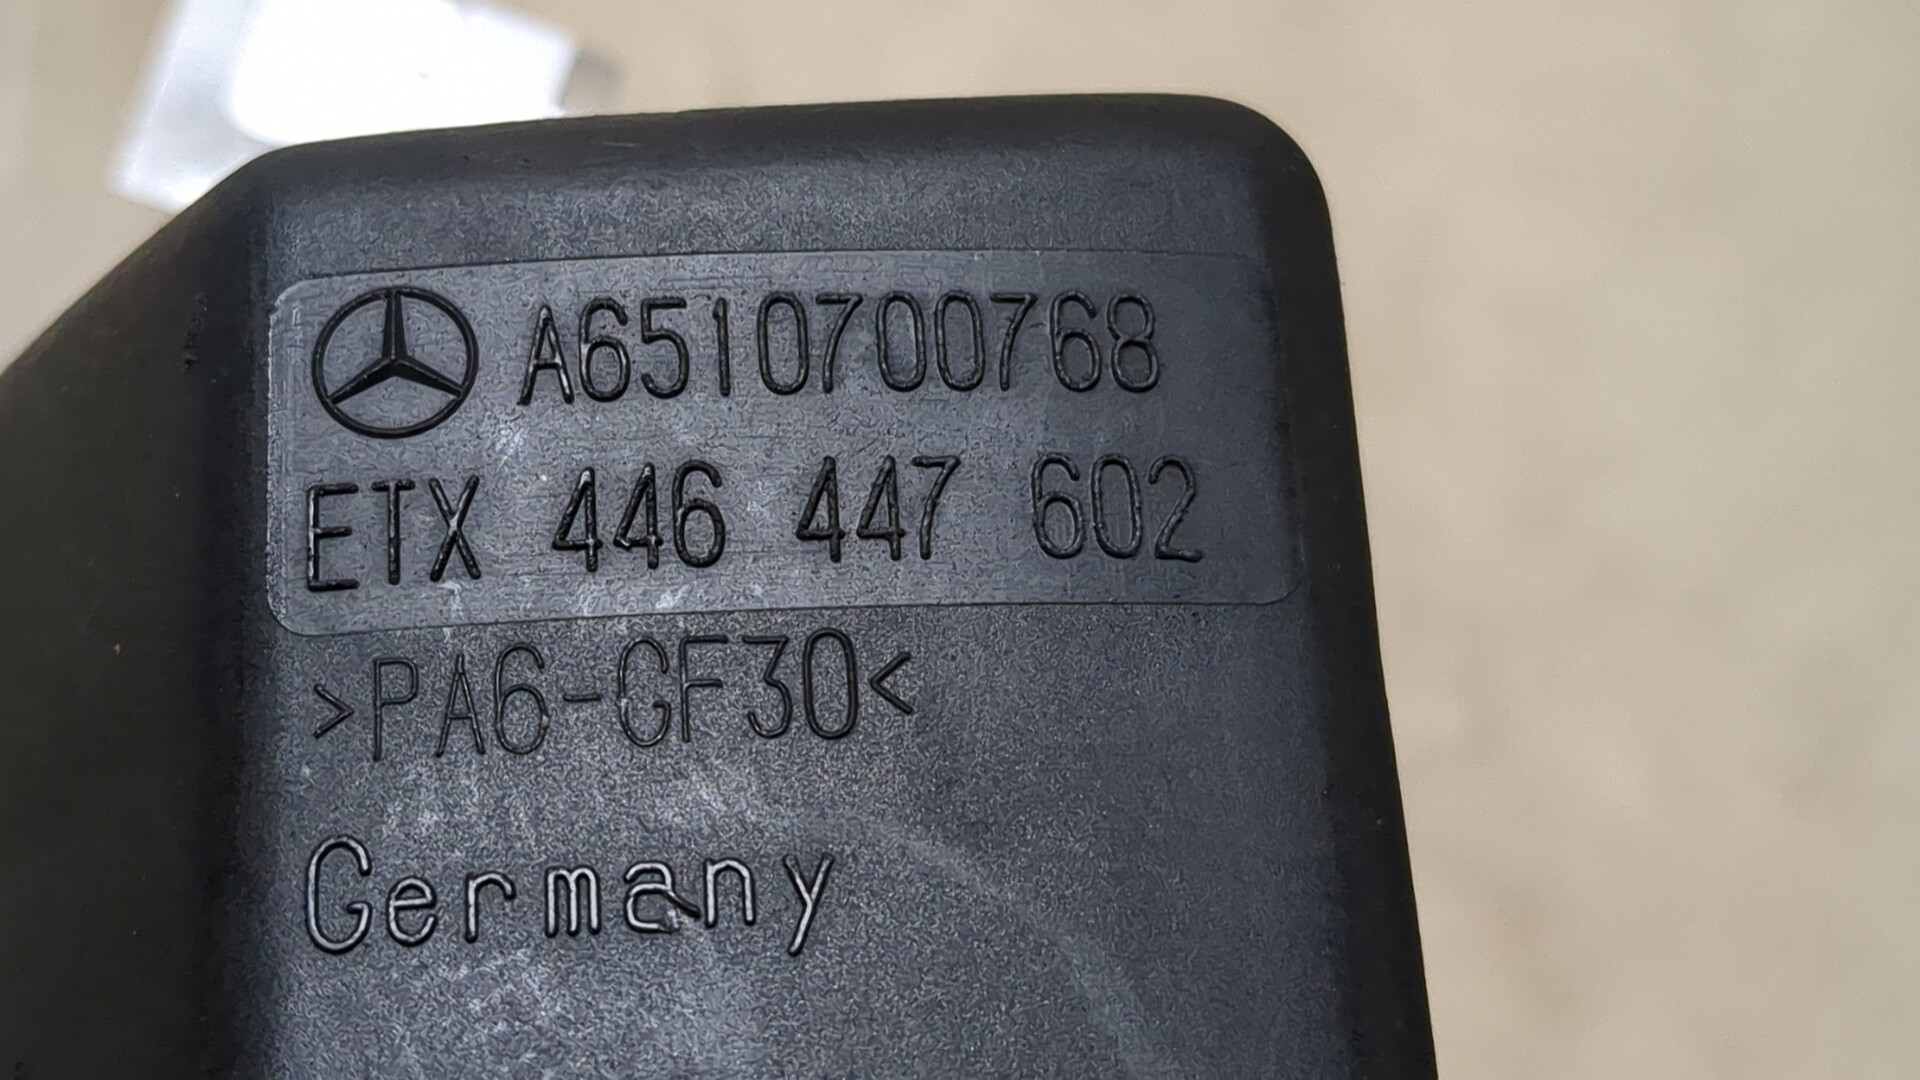 A6510700768
ETX 446 447 602
>PA6-GF30<
Germany